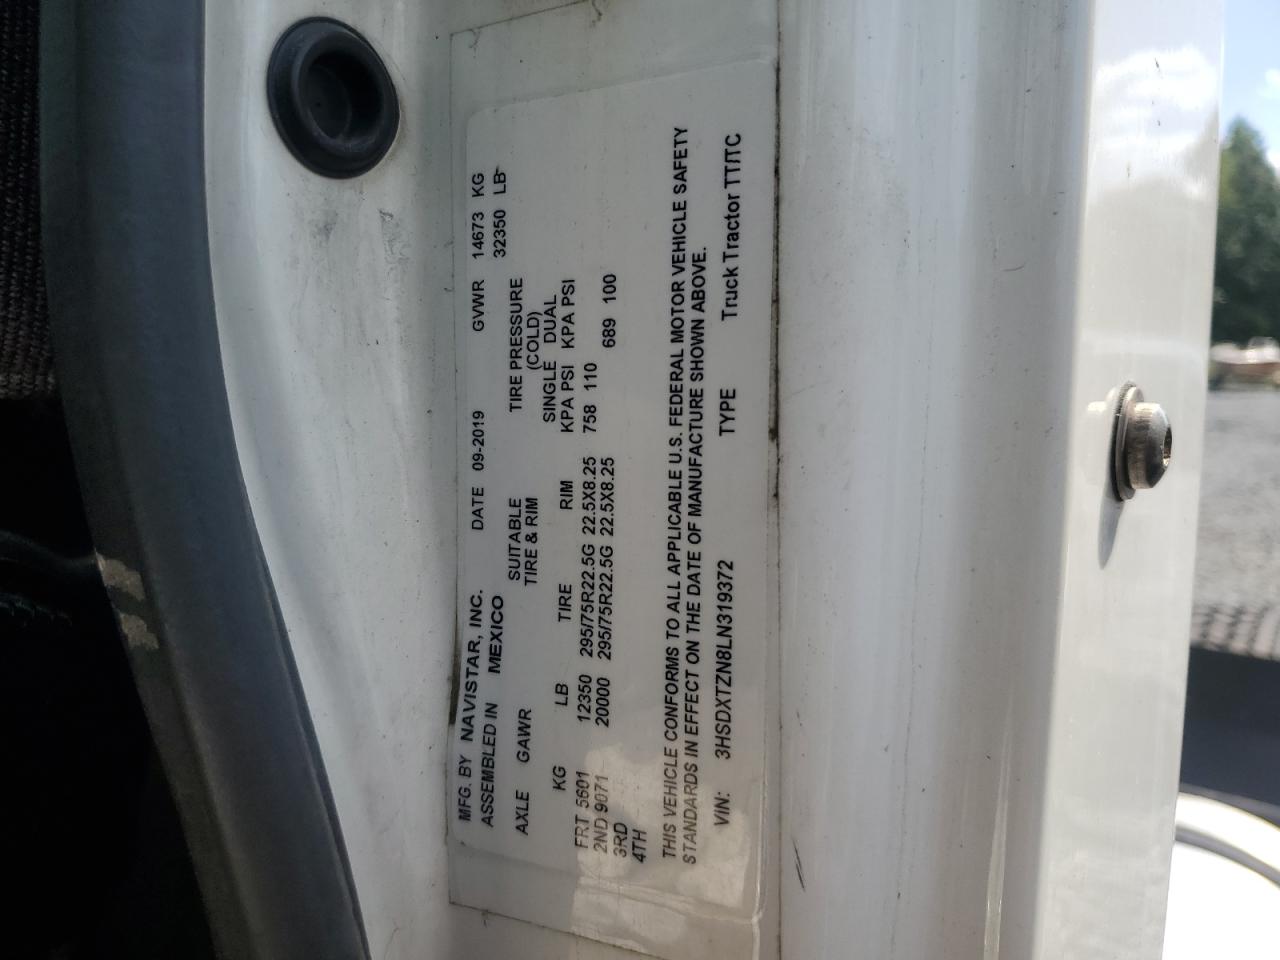 MFG. BY NAVISTAR, INC. DATE 09-2019 GVWR 14673 KG
ASSEMBLED IN MEXICO 32350 LB
AXLE GAWR SUITABLE TIRE PRESSURE
TIRE & RIM (COLD)
SINGLE DUAL
KG LB TIRE RIM KPA PSI KPA PSI
FRT 5601 12350 295/75R22.5G 22.5X8.25 758 110
2ND 9071 20000 295/75R22.5G 22.5X8.25 689 100
3RD
4TH
THIS VEHICLE CONFORMS TO ALL APPLICABLE U.S. FEDERAL MOTOR VEHICLE SAFETY
STANDARDS IN EFFECT ON THE DATE OF MANUFACTURE SHOWN ABOVE.
VIN: 3HSDXTZN8LN319372 TYPE Truck Tractor TT/TC